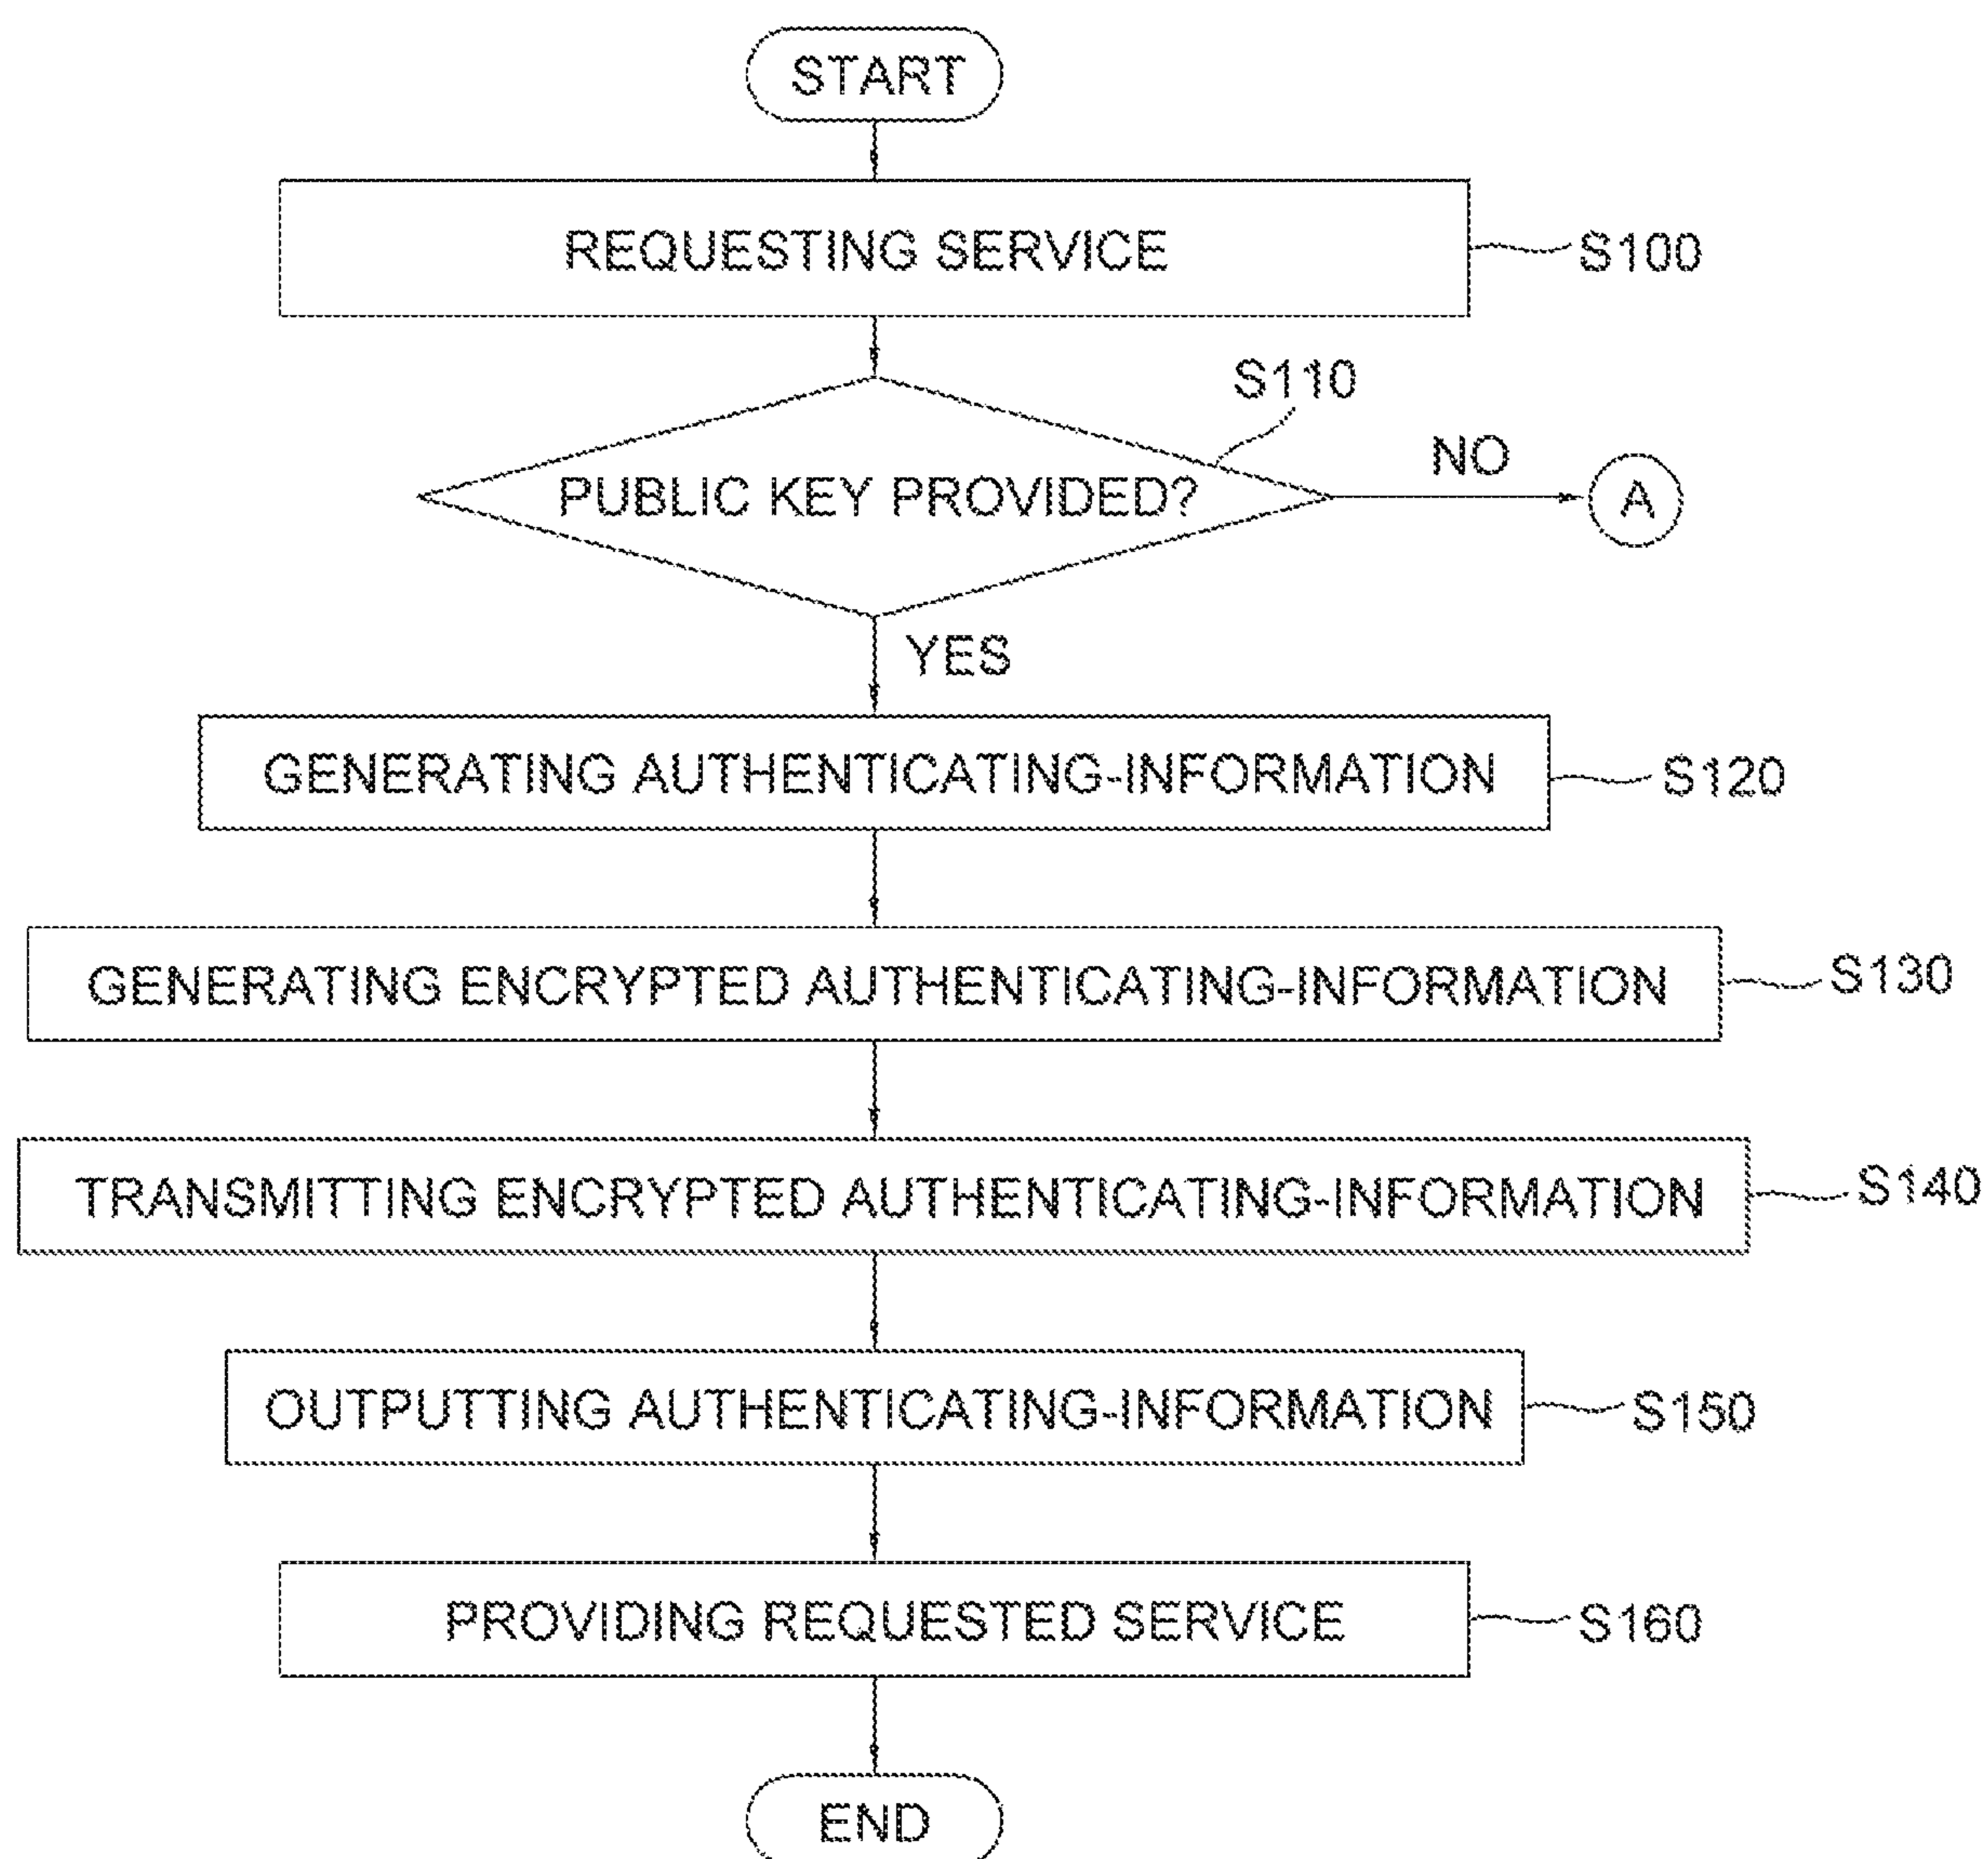 START
REQUESTING SERVICE
S100
S110
PUBLIC KEY PROVIDED?
NO
A
YES
GENERATING AUTHENTICATING-INFORMATION
S120
GENERATING ENCRYPTED AUTHENTICATING-INFORMATION
S130
TRANSMITTING ENCRYPTED AUTHENTICATING-INFORMATION
S140
OUTPUTTING AUTHENTICATING-INFORMATION
S150
PROVIDING REQUESTED SERVICE
S160
END